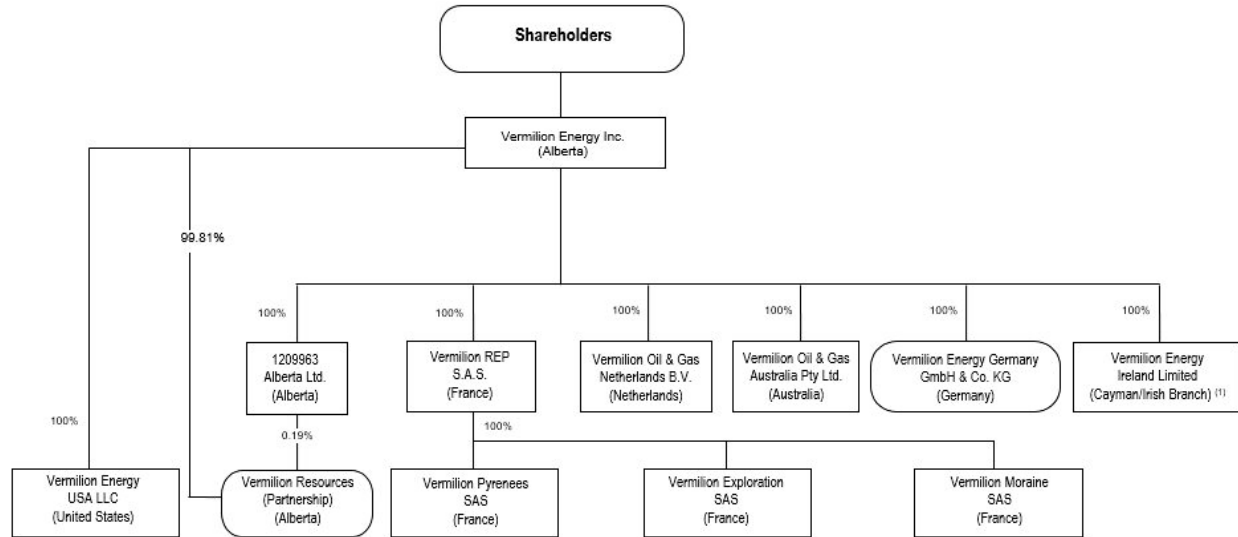 Shareholders
Vermilion Energy Inc.
(Alberta)
99.81%
100%
100%
100%
100%
100%
100%
1209963
Alberta Ltd.
(Alberta)
Vermilion REP
S.A.S.
(France)
Vermilion Oil & Gas
Netherlands B.V.
(Netherlands)
Vermilion Oil & Gas
Australia Pty Ltd.
(Australia)
Vermilion Energy Germany
GmbH & Co. KG
(Germany)
Vermilion Energy
Ireland Limited
(Cayman/Irish Branch) (1)
100%
0.19%
100%
Vermilion Energy
USA LLC
(United States)
Vermilion Resources
(Partnership)
(Alberta)
Vermilion Pyrenees
SAS
(France)
Vermilion Exploration
SAS
(France)
Vermilion Moraine
SAS
(France)